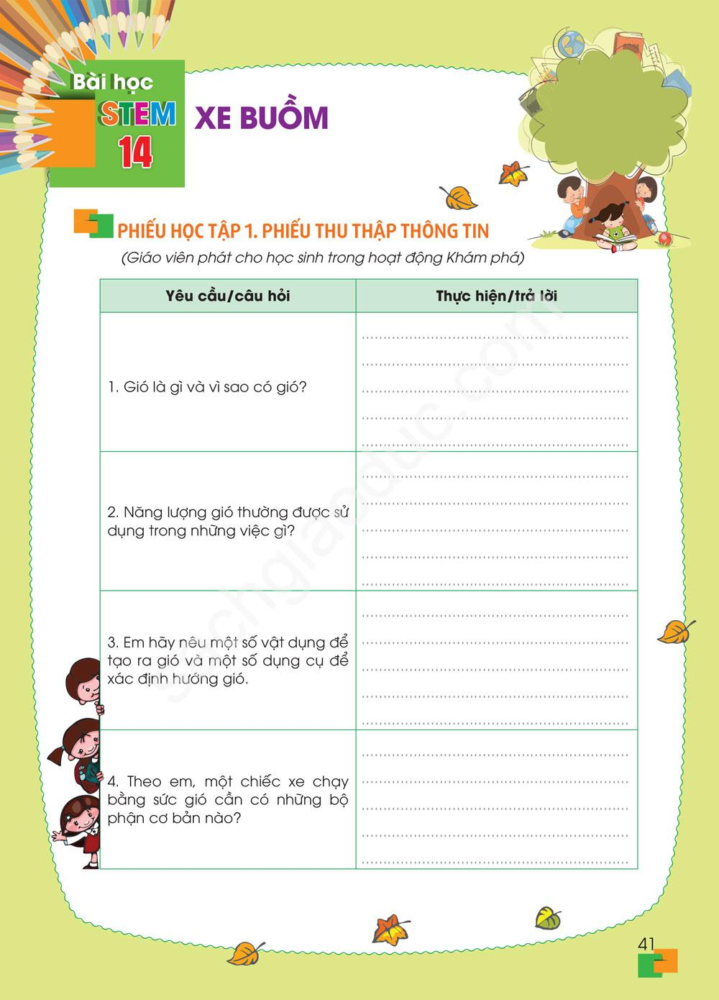 Bài học
STEM
14
XE BUỒM
PHIẾU HỌC TẬP 1. PHIẾU THU THẬP THÔNG TIN
(Giáo viên phát cho học sinh trong hoạt động Khám phá)
Yêu cầu/câu hỏi
Thực hiện/trả lời
1. Gió là gì và vì sao có gió?
2. Năng lượng gió thường được sử
dụng trong những việc gì?
3. Em hãy nêu một số vật dụng để
tạo ra gió và một số dụng cụ để
xác định hướng gió.
4. Theo em, một chiếc xe chạy
bằng sức gió cần có những bộ
phận cơ bản nào?
sachgiaoduc.com
41